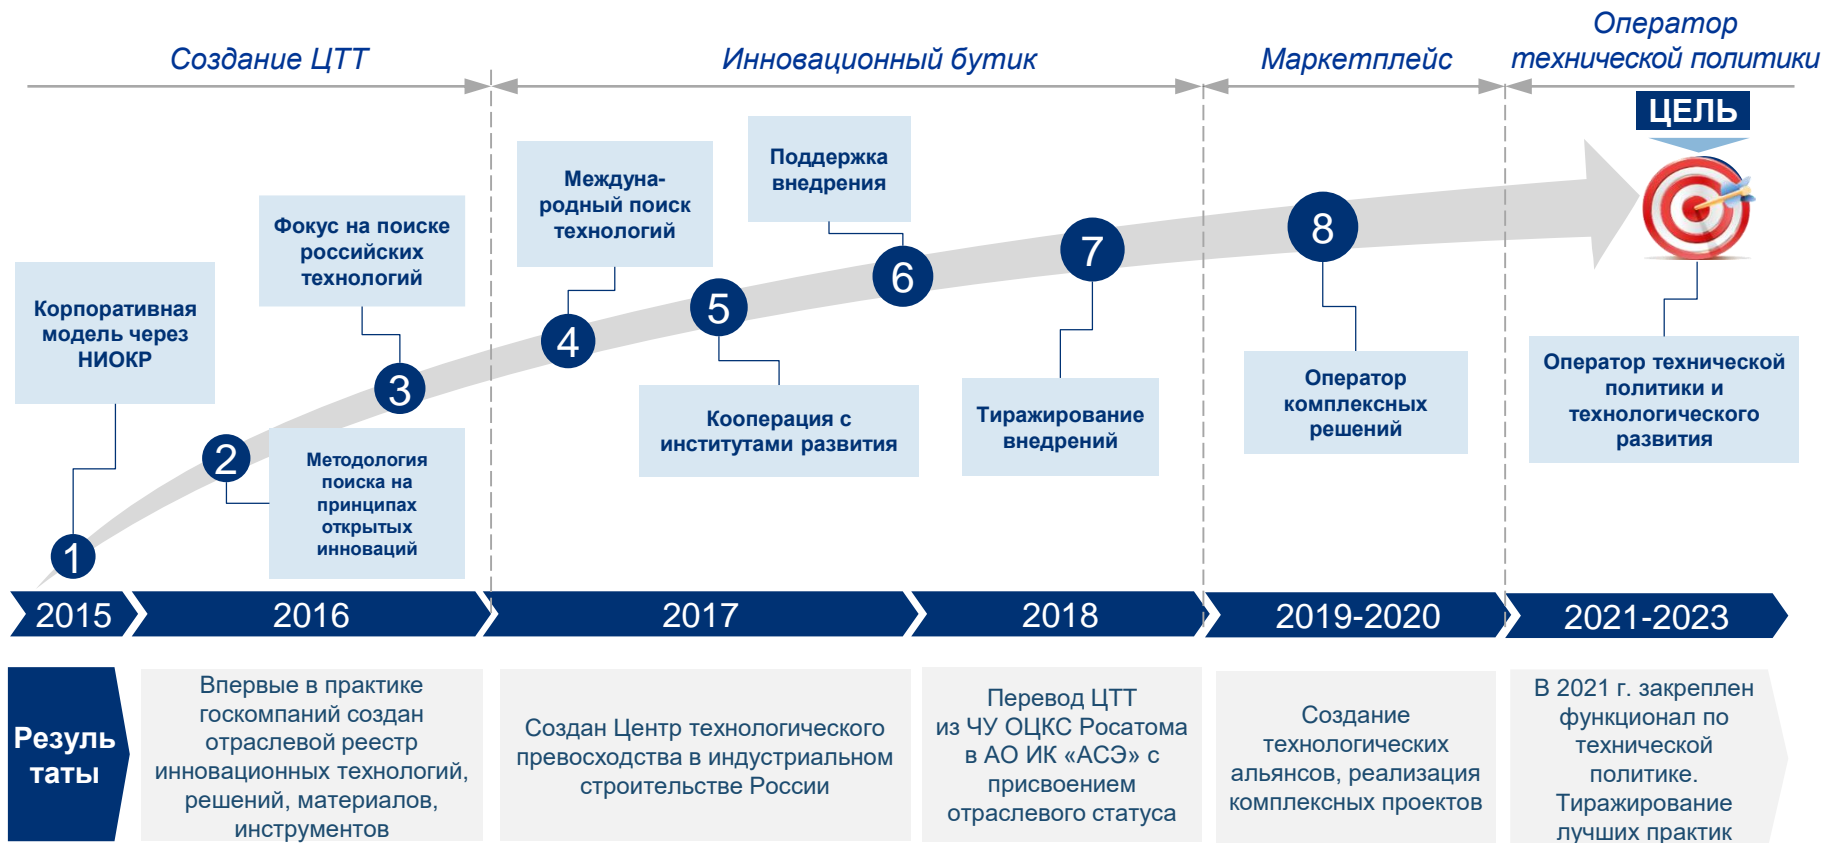 Создание ЦТТ
Инновационный бутик
Маркетплейс
Оператор
технической политики
ЦЕЛЬ
Корпоративная
модель через
НИОКР
Фокус на поиске
российских
технологий
Междуна-
родный поиск
технологий
Поддержка
внедрения
1
2
3
4
5
6
7
8
Методология
поиска на
принципах
открытых
инноваций
Кооперация с
институтами развития
Тиражирование
внедрений
Оператор
комплексных
решений
Оператор технической
политики и
технологического
развития
2015
2016
2017
2018
2019-2020
2021-2023
Резуль
таты
Впервые в практике
госкомпаний создан
отраслевой реестр
инновационных технологий,
решений, материалов,
инструментов
Создан Центр технологического
превосходства в индустриальном
строительстве России
Перевод ЦТТ
из ЧУ ОЦКС Росатома
в АО ИК «АСЭ» с
присвоением
отраслевого статуса
Создание
технологических
альянсов, реализация
комплексных проектов
В 2021 г. закреплен
функционал по
технической
политике.
Тиражирование
лучших практик